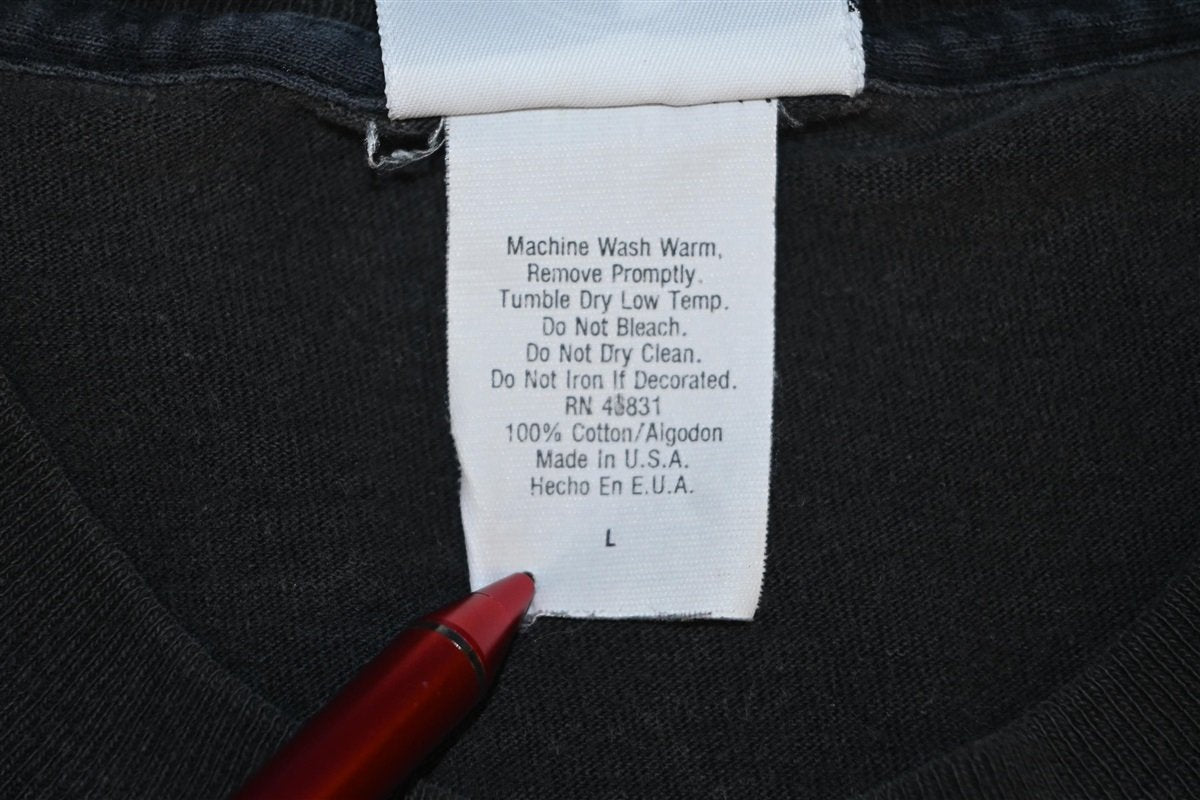 Machine Wash Warm,
Remove Promptly.
Tumble Dry Low Temp.
Do Not Bleach.
Do Not Dry Clean.
Do Not Iron If Decorated.
RN
100% Cotton/Algodon
Made In U.S.A.
Hecho En E.U.A.
L